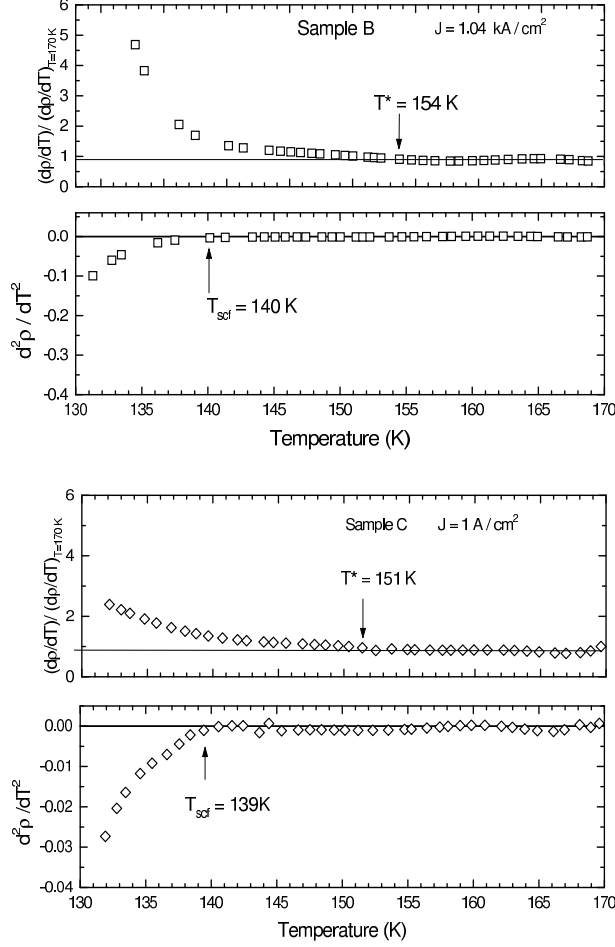 Sample B J = 1.04 kA / cm²
(dρ/dT)/ (dρ/dT)T=170 K
6
5
4
3
2
1
0
T* = 154 K
d²ρ / dT²
0.0
-0.1
-0.2
-0.3
-0.4
Tscf = 140 K
130 135 140 145 150 155 160 165 170
Temperature (K)
Sample C J = 1 A / cm²
(dρ/dT)/ (dρ/dT)T=170 K
6
4
2
0
T* = 151 K
d²ρ /dT²
0.00
-0.01
-0.02
-0.03
-0.04
Tscf = 139K
130 135 140 145 150 155 160 165 170
Temperature (K)